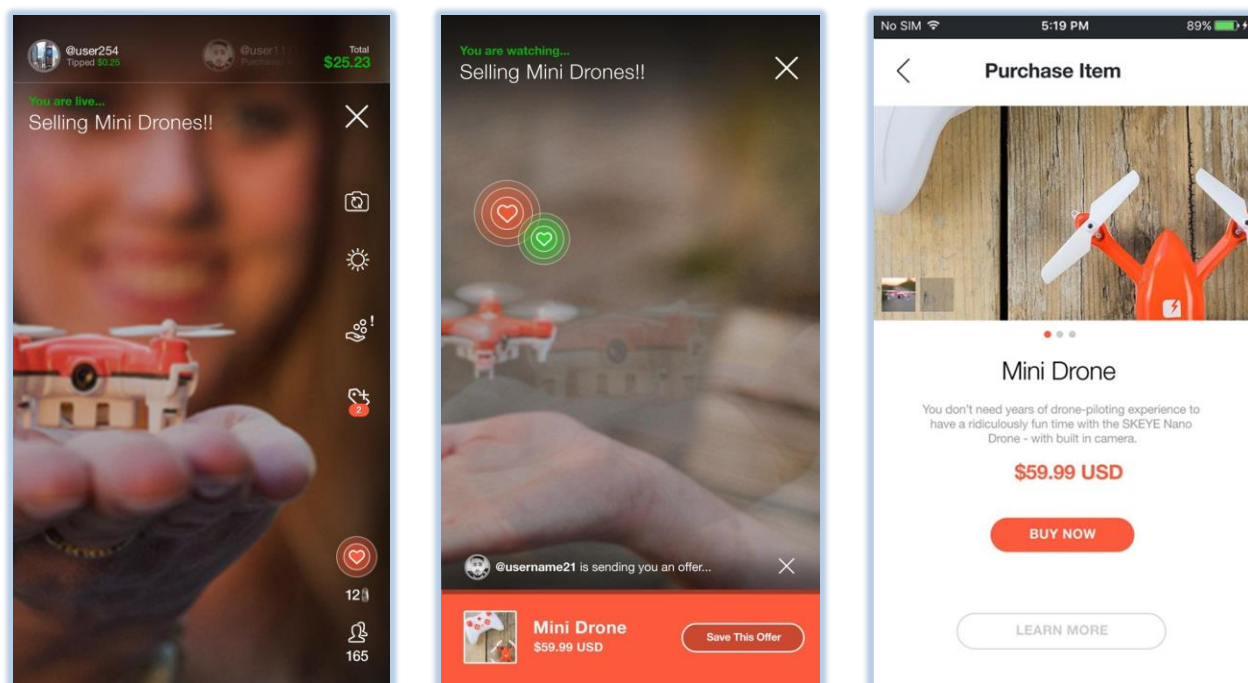 @user254
Tipped $0.25
@user11
Total
$25.23
You are live...
Selling Mini Drones!!
2
12
165
You are watching...
Selling Mini Drones!!
@username21 is sending you an offer...
Mini Drone
$59.99 USD
Save This Offer
No SIM
5:19 PM
89%
Purchase Item
Mini Drone
You don't need years of drone-piloting experience to
have a ridiculously fun time with the SKEYE Nano
Drone - with built in camera.
$59.99 USD
BUY NOW
LEARN MORE